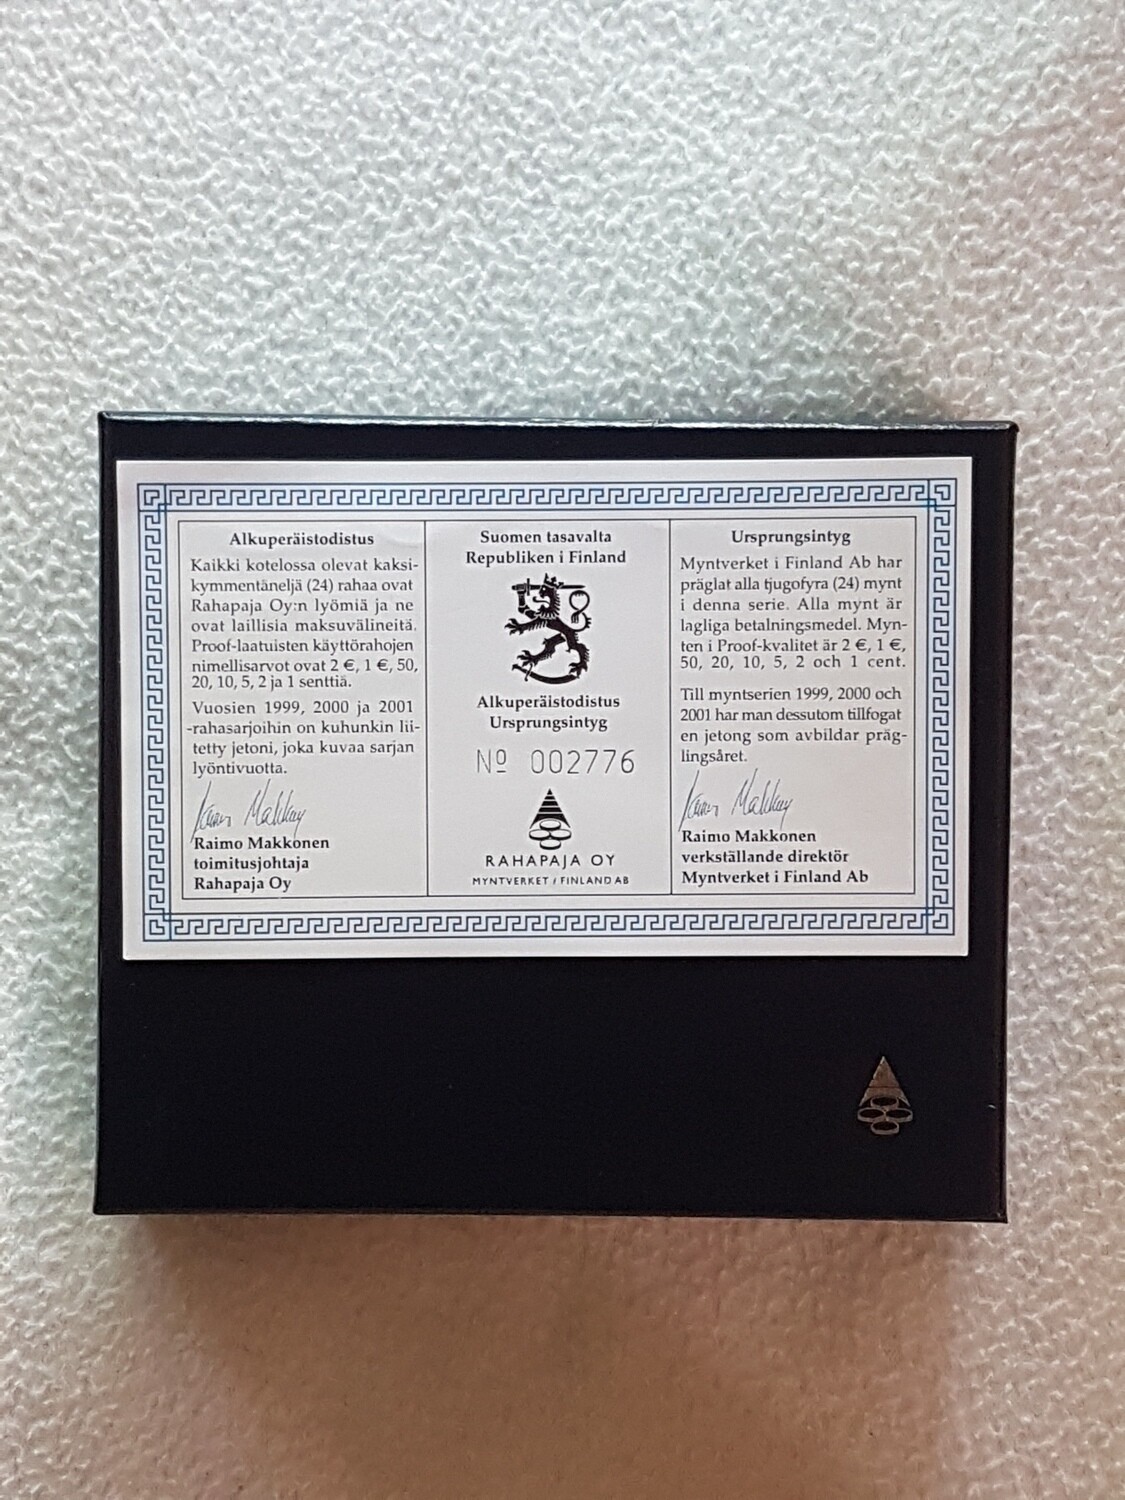 Alkuperäistodistus
Kaikki kotelossa olevat kaksi-
kymmentäneljä (24) rahaa ovat
Rahapaja Oy:n lyömiä ja ne
ovat laillisia maksuvälineitä.
Proof-laatuisten käyttörahojen
nimellisarvot ovat 2 €, 1 €, 50,
20, 10, 5, 2 ja 1 senttiä.
Vuosien 1999, 2000 ja 2001
-rahasarjoihin on kuhunkin lii-
tetty jetoni, joka kuvaa sarjan
lyöntivuotta.
Raimo Makkonen
toimitusjohtaja
Rahapaja Oy
Suomen tasavalta
Republiken i Finland
Alkuperäistodistus
Ursprungsintyg
Nº 002776
RAHAPAJA OY
MYNTVERKET I FINLAND AB
Ursprungsintyg
Myntverket i Finland Ab har
präglat alla tjugofyra (24) mynt
i denna serie. Alla mynt är
lagliga betalningsmedel. Myn-
ten i Proof-kvalitet är 2 €, 1 €,
50, 20, 10, 5, 2 och 1 cent.
Till myntserien 1999, 2000 och
2001 har man dessutom tillfogat
en jetong som avbildar präg-
lingsåret.
Raimo Makkonen
verkställande direktör
Myntverket i Finland Ab